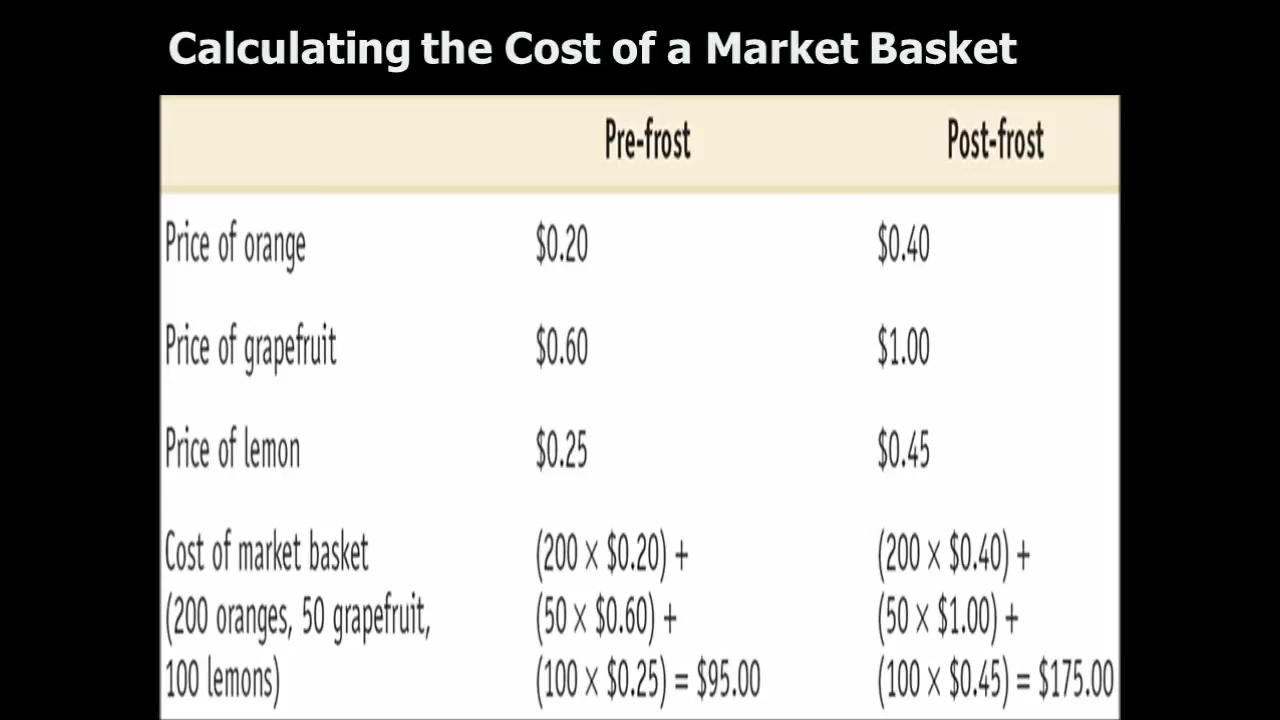 Calculating the Cost of a Market Basket
Pre-frost Post-frost
Price of orange $0.20 $0.40
Price of grapefruit $0.60 $1.00
Price of lemon $0.25 $0.45
Cost of market basket (200 × $0.20) + (200 × $0.40) +
(200 oranges, 50 grapefruit, (50 × $0.60) + (50 × $1.00) +
100 lemons) (100 × $0.25) = $95.00 (100 × $0.45) = $175.00